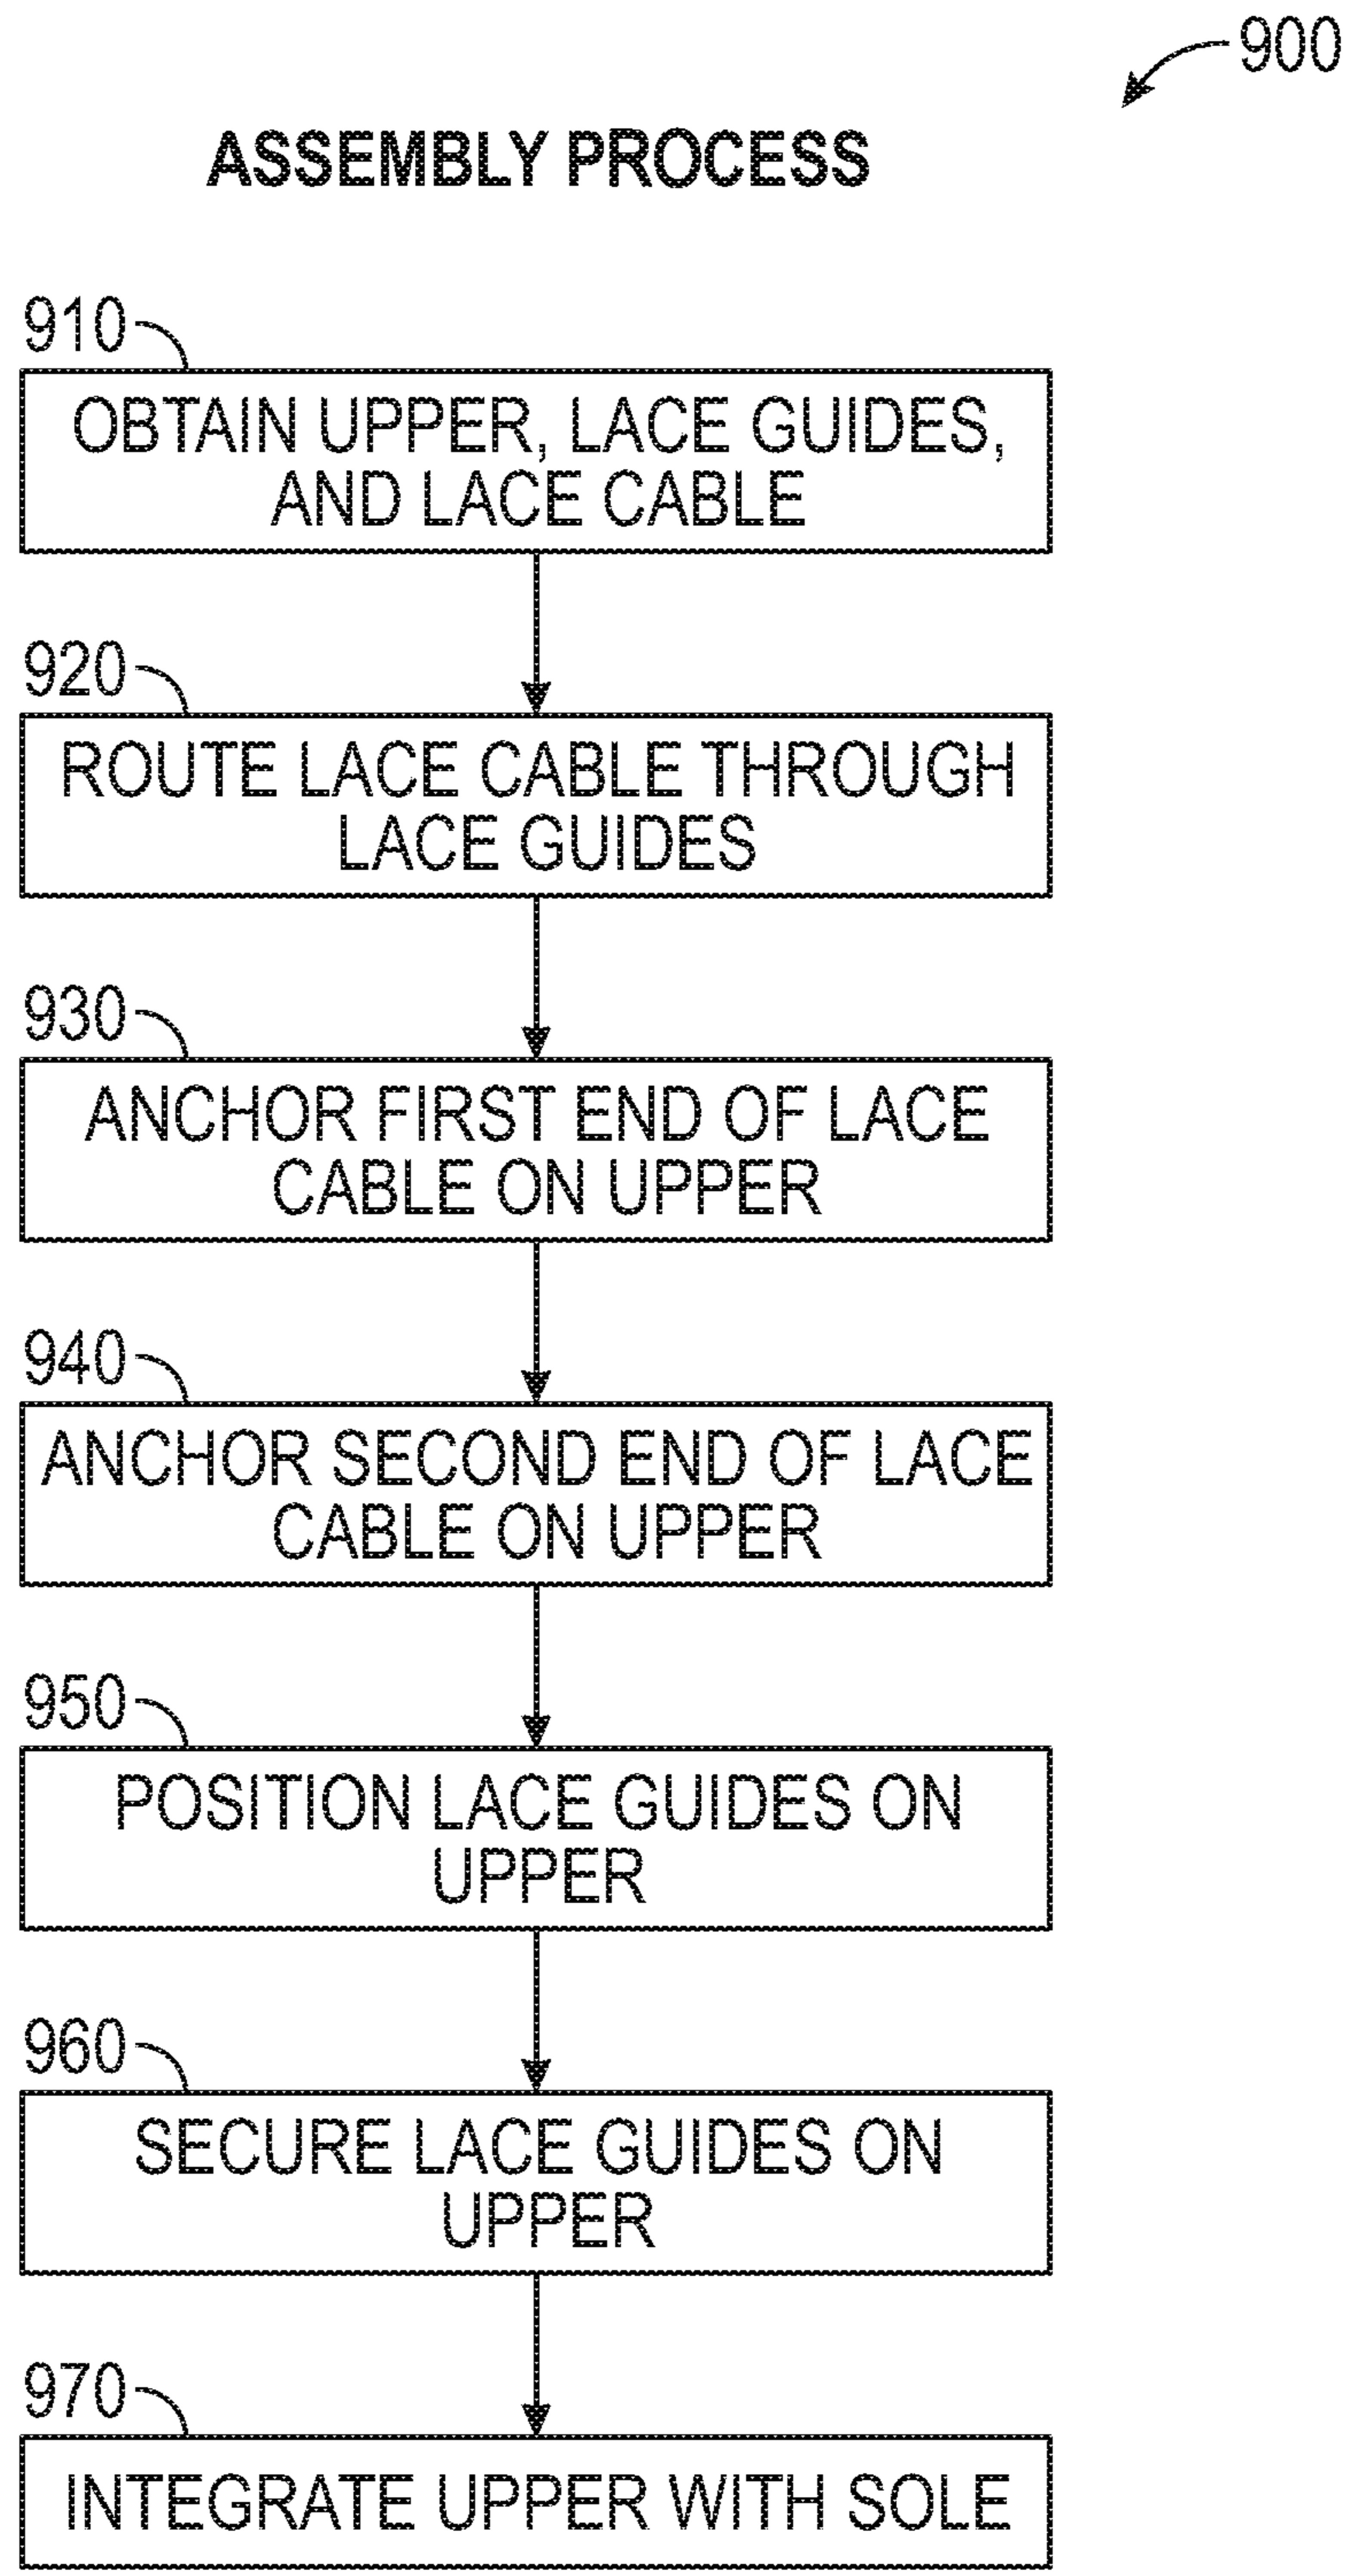 900
ASSEMBLY PROCESS
910
OBTAIN UPPER, LACE GUIDES,
AND LACE CABLE
920
ROUTE LACE CABLE THROUGH
LACE GUIDES
930
ANCHOR FIRST END OF LACE
CABLE ON UPPER
940
ANCHOR SECOND END OF LACE
CABLE ON UPPER
950
POSITION LACE GUIDES ON
UPPER
960
SECURE LACE GUIDES ON
UPPER
970
INTEGRATE UPPER WITH SOLE